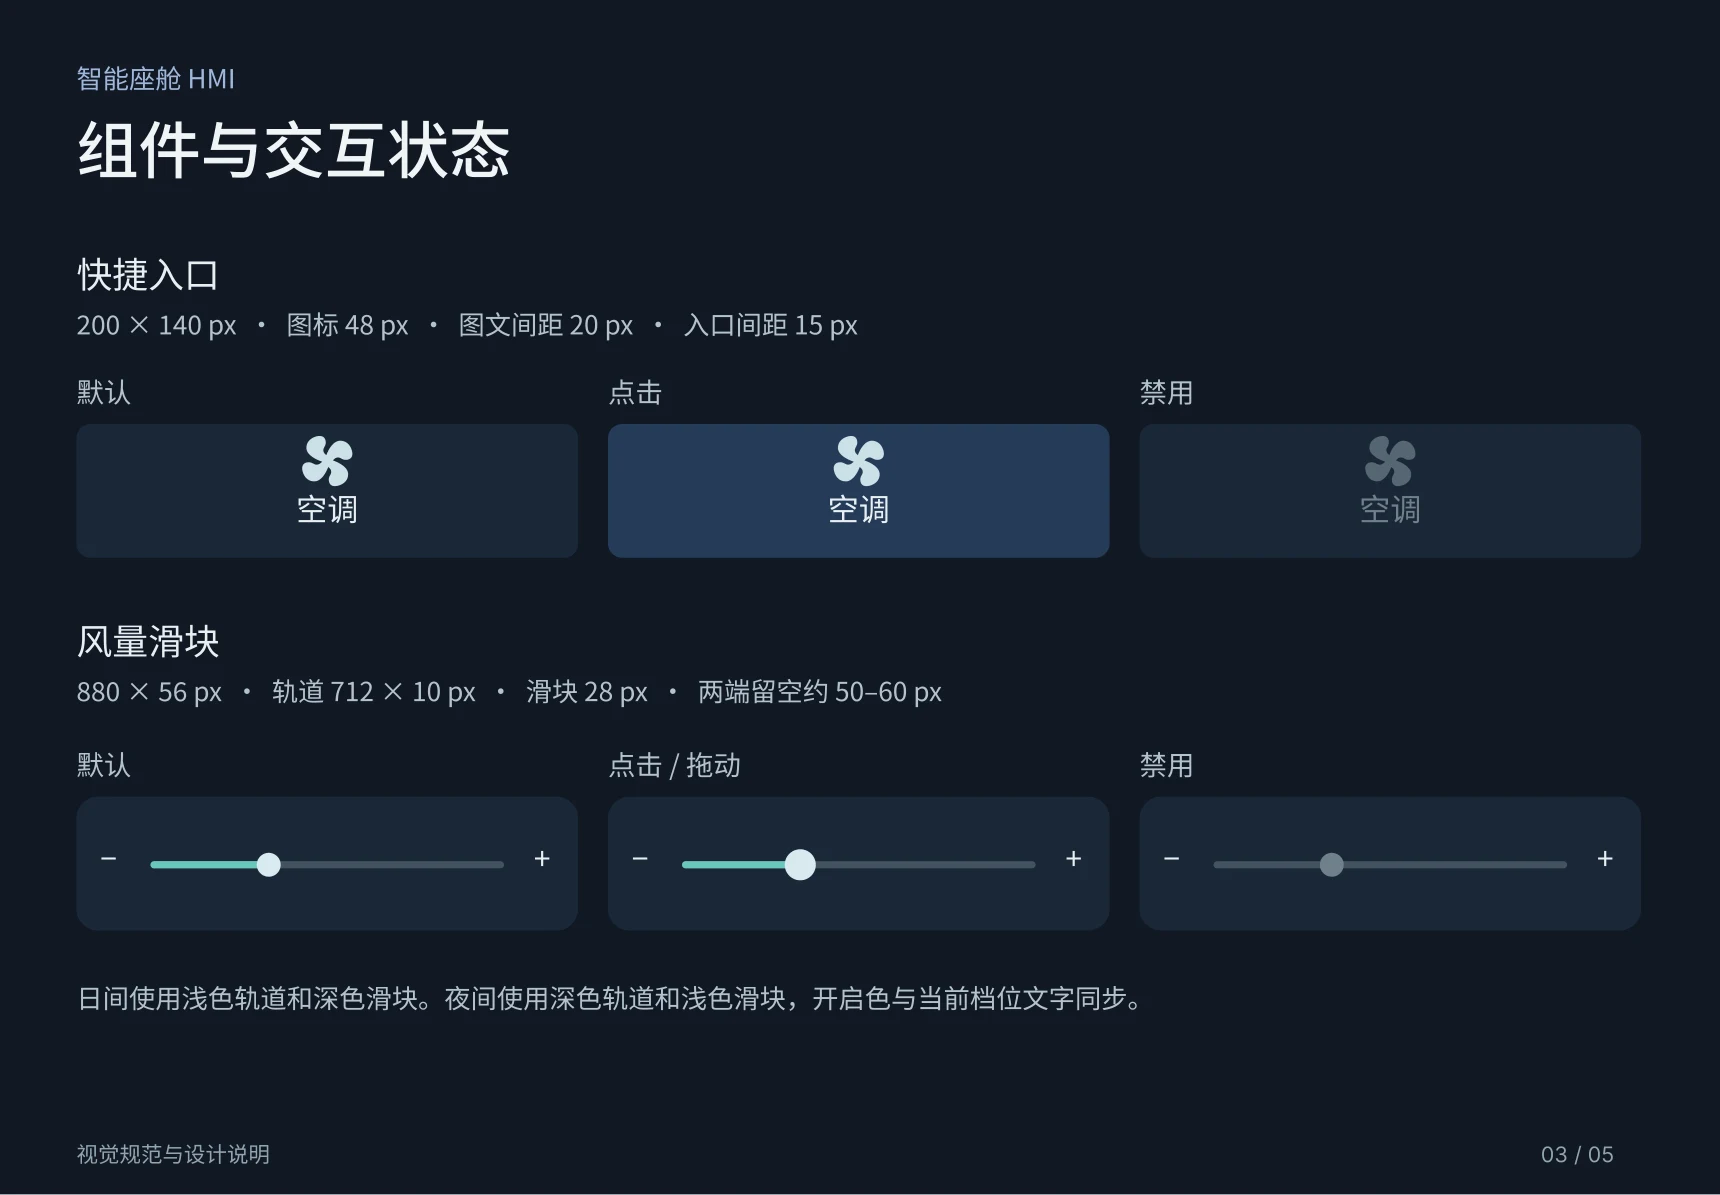 智能座舱 HMI
组件与交互状态
快捷入口
200 × 140 px • 图标 48 px • 图文间距 20 px • 入口间距 15 px
默认 点击 禁用
空调 空调 空调
风量滑块
880 × 56 px • 轨道 712 × 10 px • 滑块 28 px • 两端留空约 50–60 px
默认 点击 / 拖动 禁用
− + − + − +
日间使用浅色轨道和深色滑块。夜间使用深色轨道和浅色滑块，开启色与当前档位文字同步。
视觉规范与设计说明 03 / 05